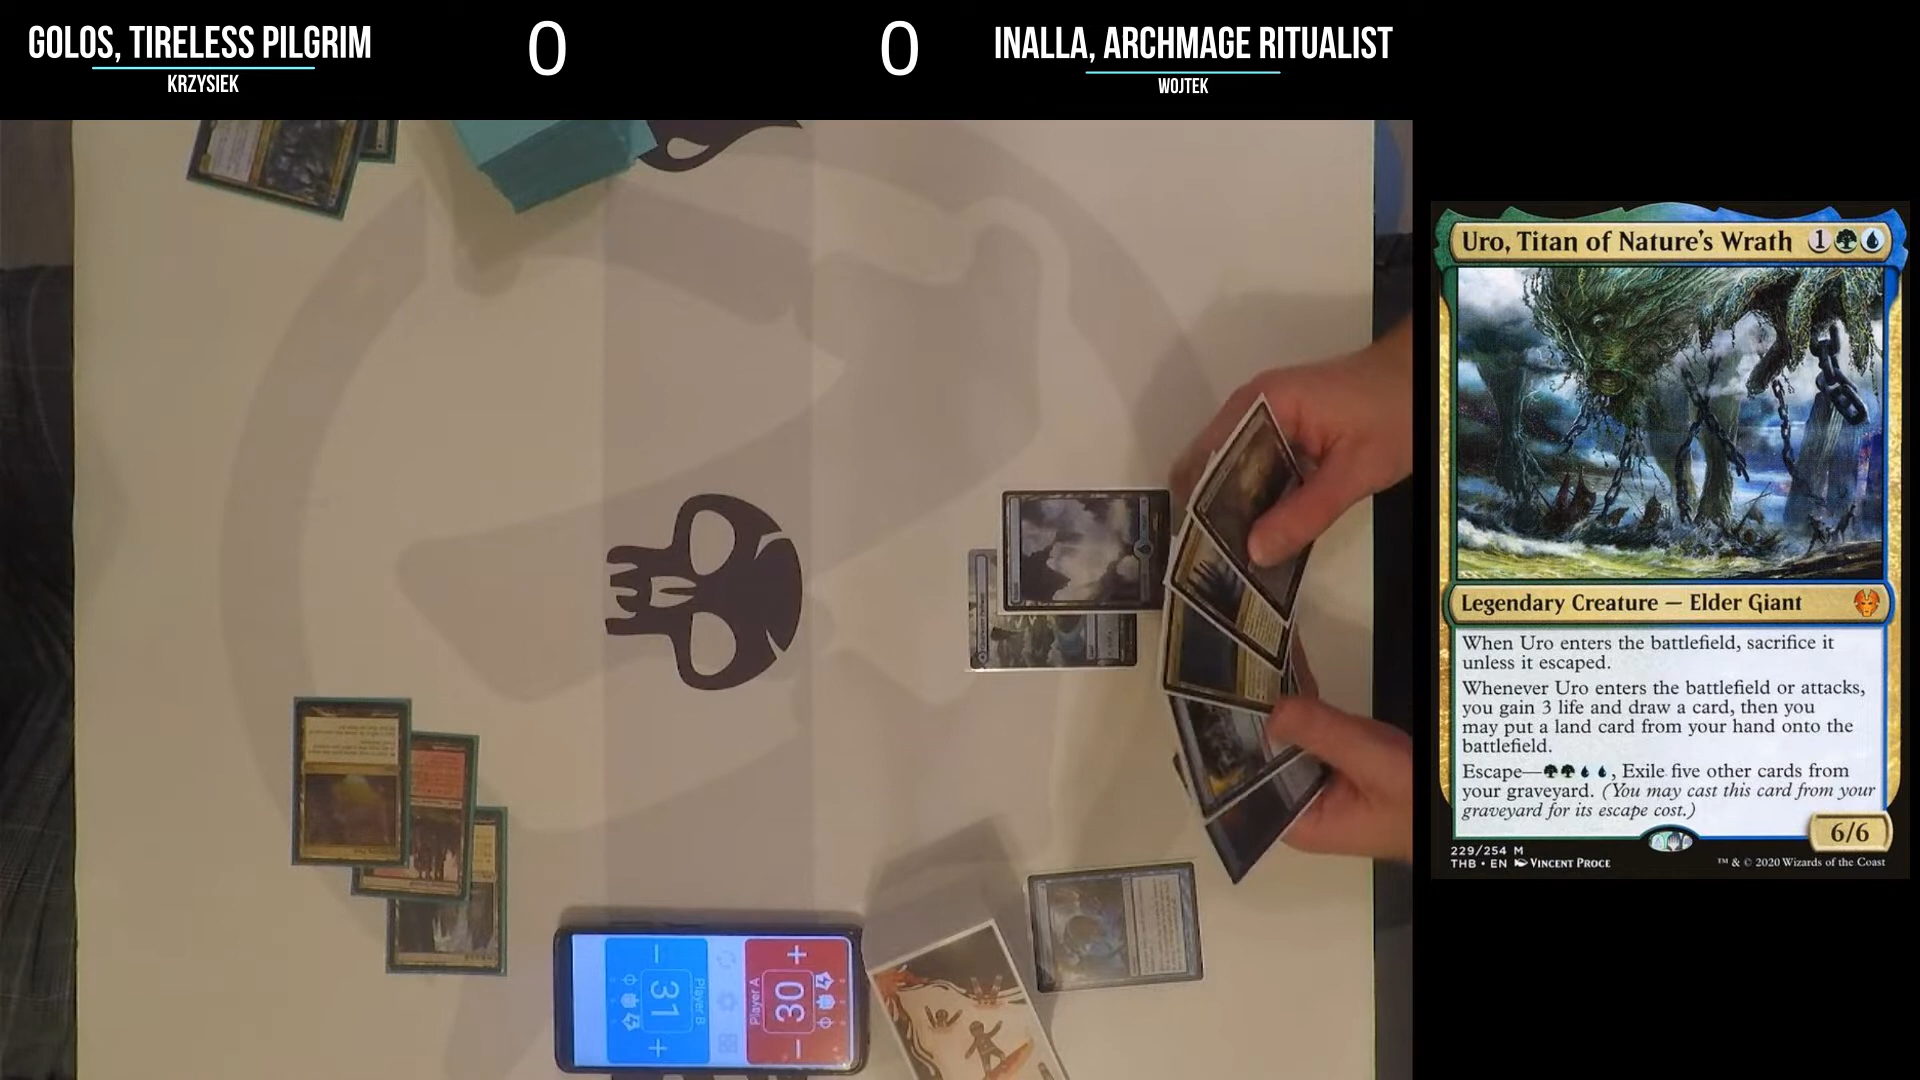 GOLOS, TIRELESS PILGRIM
KRZYSIEK
0
0
INALLA, ARCHMAGE RITUALIST
WOJTEK
Uro, Titan of Nature's Wrath 1
Legendary Creature — Elder Giant
When Uro enters the battlefield, sacrifice it
unless it escaped.
Whenever Uro enters the battlefield or attacks,
you gain 3 life and draw a card, then you
may put a land card from your hand onto the
battlefield.
Escape—, Exile five other cards from
your graveyard. (You may cast this card from your
graveyard for its escape cost.)
6/6
229/254 M
THB • EN VINCENT PROCE
™ & © 2020 Wizards of the Coast
Player B
31
Player A
30